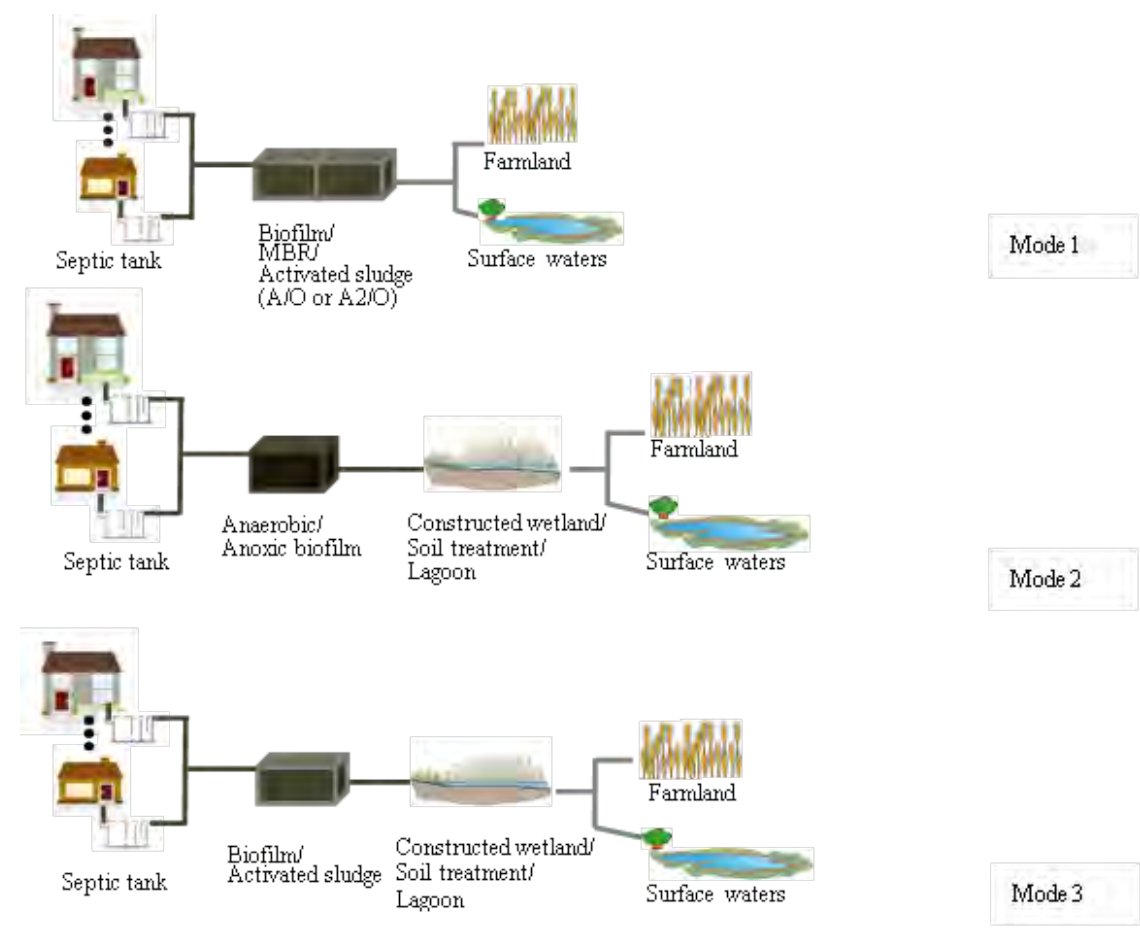 Farmland
Biofilm/
MBR/
Activated sludge
(A/O or A2/O)
Septic tank
Surface waters
Mode 1
Farmland
Anaerobic/
Anoxic biofilm
Constructed wetland/
Soil treatment/
Lagoon
Septic tank
Surface waters
Mode 2
Farmland
Biofilm/
Activated sludge
Constructed wetland/
Soil treatment/
Lagoon
Septic tank
Surface waters
Mode 3